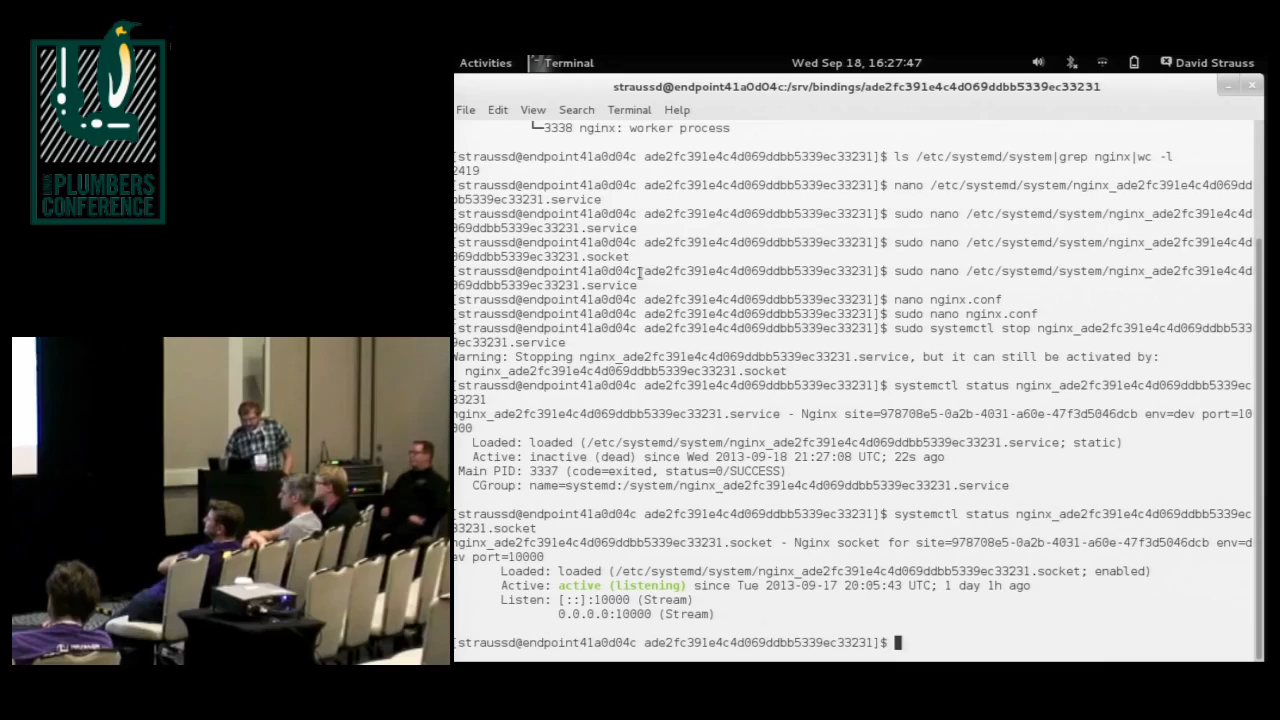 LINUX
PLUMBERS
CONFERENCE
Activities Terminal Wed Sep 18, 16:27:47 David Strauss
straussd@endpoint41a0d04c:/srv/bindings/ade2fc391e4c4d069ddbb5339ec33231
File Edit View Search Terminal Help
└─3338 nginx: worker process
[straussd@endpoint41a0d04c ade2fc391e4c4d069ddbb5339ec33231]$ ls /etc/systemd/system|grep nginx|wc -l
2419
[straussd@endpoint41a0d04c ade2fc391e4c4d069ddbb5339ec33231]$ nano /etc/systemd/system/nginx_ade2fc391e4c4d069dd
bb5339ec33231.service
[straussd@endpoint41a0d04c ade2fc391e4c4d069ddbb5339ec33231]$ sudo nano /etc/systemd/system/nginx_ade2fc391e4c4d
069ddbb5339ec33231.service
[straussd@endpoint41a0d04c ade2fc391e4c4d069ddbb5339ec33231]$ sudo nano /etc/systemd/system/nginx_ade2fc391e4c4d
069ddbb5339ec33231.socket
[straussd@endpoint41a0d04c ade2fc391e4c4d069ddbb5339ec33231]$ sudo nano /etc/systemd/system/nginx_ade2fc391e4c4d
069ddbb5339ec33231.service
[straussd@endpoint41a0d04c ade2fc391e4c4d069ddbb5339ec33231]$ nano nginx.conf
[straussd@endpoint41a0d04c ade2fc391e4c4d069ddbb5339ec33231]$ sudo nano nginx.conf
[straussd@endpoint41a0d04c ade2fc391e4c4d069ddbb5339ec33231]$ sudo systemctl stop nginx_ade2fc391e4c4d069ddbb533
9ec33231.service
Warning: Stopping nginx_ade2fc391e4c4d069ddbb5339ec33231.service, but it can still be activated by:
nginx_ade2fc391e4c4d069ddbb5339ec33231.socket
[straussd@endpoint41a0d04c ade2fc391e4c4d069ddbb5339ec33231]$ systemctl status nginx_ade2fc391e4c4d069ddbb5339ec
33231
nginx_ade2fc391e4c4d069ddbb5339ec33231.service - Nginx site=978708e5-0a2b-4031-a60e-47f3d5046dcb env=dev port=10
000
Loaded: loaded (/etc/systemd/system/nginx_ade2fc391e4c4d069ddbb5339ec33231.service; static)
Active: inactive (dead) since Wed 2013-09-18 21:27:08 UTC; 22s ago
Main PID: 3337 (code=exited, status=0/SUCCESS)
CGroup: name=systemd:/system/nginx_ade2fc391e4c4d069ddbb5339ec33231.service
[straussd@endpoint41a0d04c ade2fc391e4c4d069ddbb5339ec33231]$ systemctl status nginx_ade2fc391e4c4d069ddbb5339ec
33231.socket
nginx_ade2fc391e4c4d069ddbb5339ec33231.socket - Nginx socket for site=978708e5-0a2b-4031-a60e-47f3d5046dcb env=d
ev port=10000
Loaded: loaded (/etc/systemd/system/nginx_ade2fc391e4c4d069ddbb5339ec33231.socket; enabled)
Active: active (listening) since Tue 2013-09-17 20:05:43 UTC; 1 day 1h ago
Listen: [::]:10000 (Stream)
0.0.0.0:10000 (Stream)
[straussd@endpoint41a0d04c ade2fc391e4c4d069ddbb5339ec33231]$